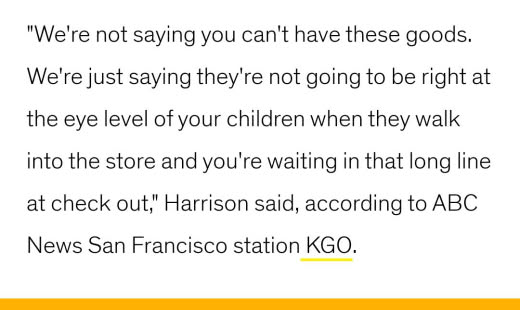 "We're not saying you can't have these goods.
We're just saying they're not going to be right at
the eye level of your children when they walk
into the store and you're waiting in that long line
at check out," Harrison said, according to ABC
News San Francisco station KGO.